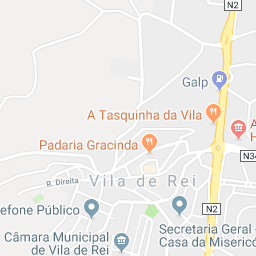 N2
Galp
A Tasquinha da Vila
Padaria Gracinda
A
N34
R. Direita
Vila de Rei
efone Público
N2
Secretaria Geral
Casa da Misericó
Câmara Municipal
de Vila de Rei